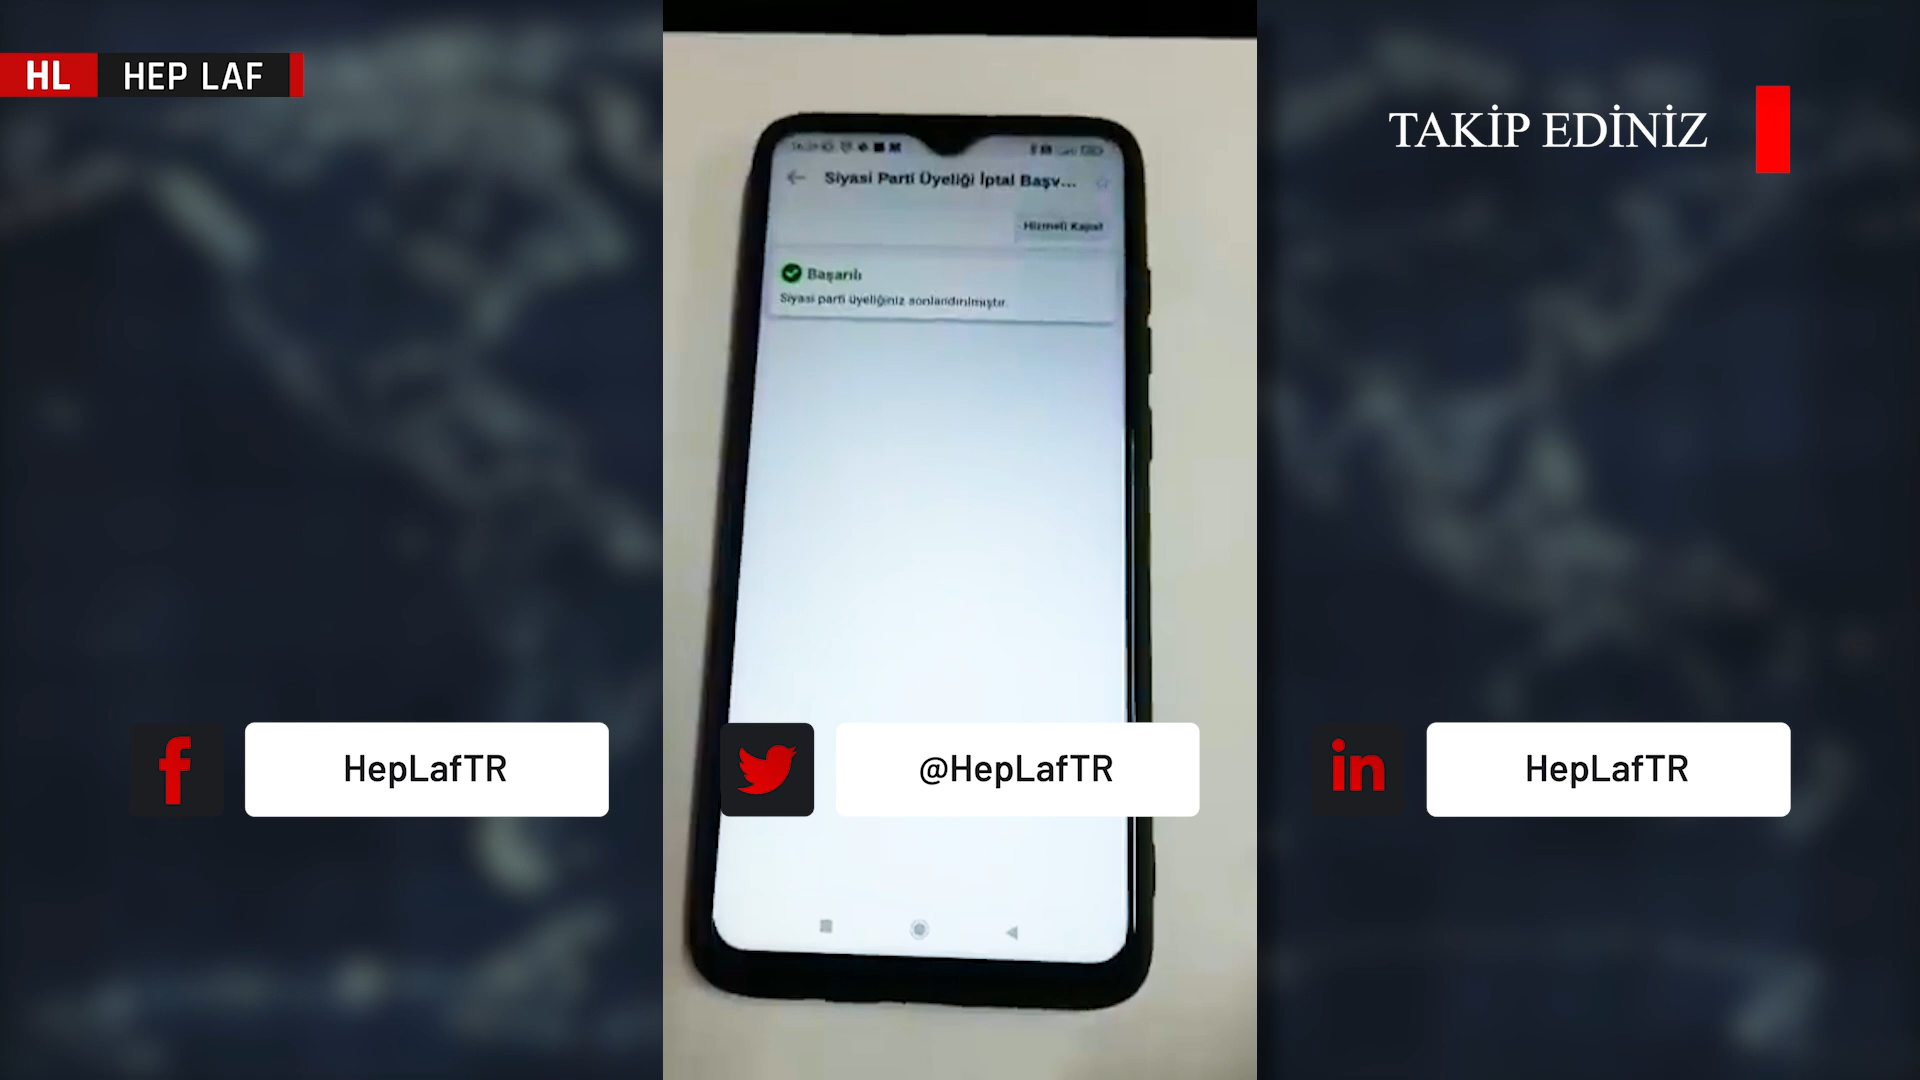 HL HEP LAF
TAKİP EDİNİZ
Siyasi Parti Üyeliği İptal Başv...
Hizmeti Kapat
Başarılı
Siyasi parti üyeliğiniz sonlandırılmıştır.
HepLafTR
@HepLafTR
HepLafTR